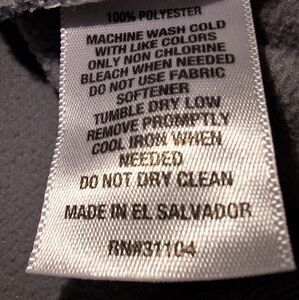 100% POLYESTER
MACHINE WASH COLD
WITH LIKE COLORS
ONLY NON CHLORINE
BLEACH WHEN NEEDED
DO NOT USE FABRIC
SOFTENER
TUMBLE DRY LOW
REMOVE PROMPTLY
COOL IRON WHEN
NEEDED
DO NOT DRY CLEAN
MADE IN EL SALVADOR
RN#31104